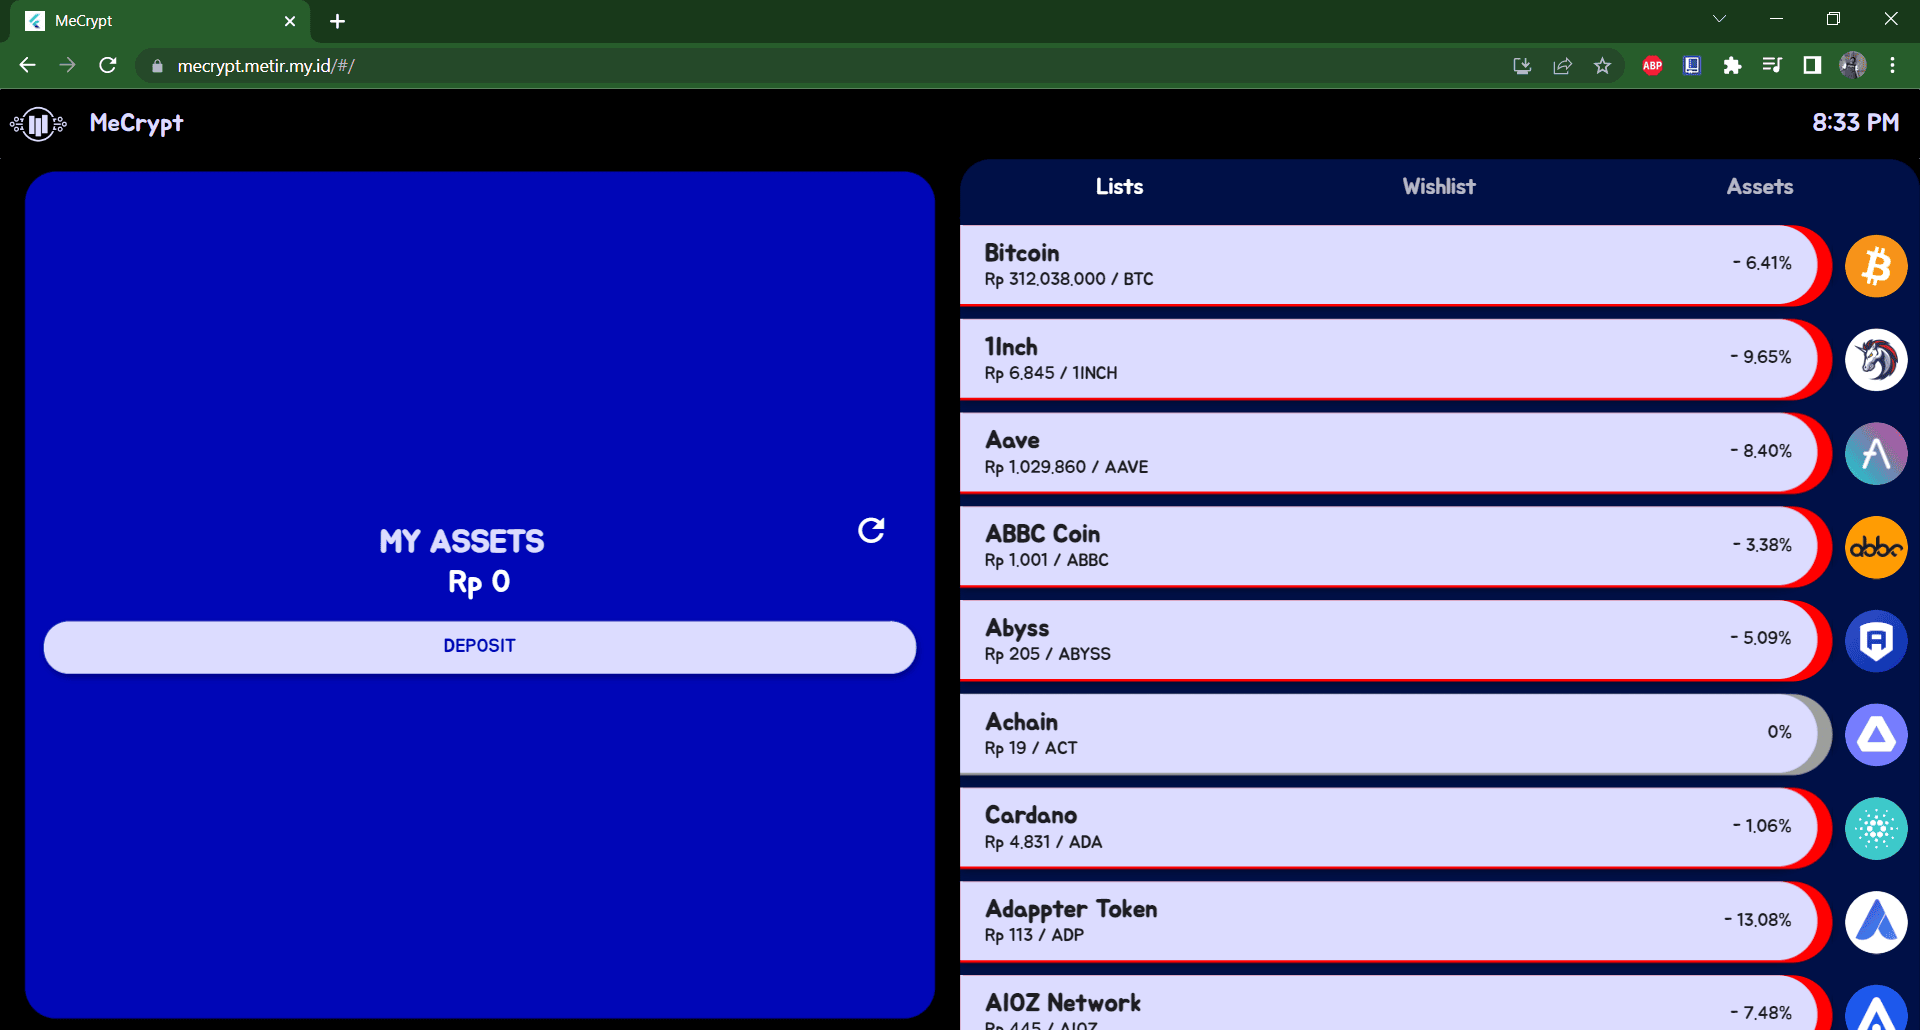 MeCrypt
mecrypt.metir.my.id/#/
ABP
MeCrypt
8:33 PM
MY ASSETS
Rp 0
DEPOSIT
Lists Wishlist Assets
Bitcoin
Rp 312.038.000 / BTC
- 6.41%
1Inch
Rp 6.845 / 1INCH
- 9.65%
Aave
Rp 1.029.860 / AAVE
- 8.40%
ABBC Coin
Rp 1.001 / ABBC
- 3.38%
abbc
Abyss
Rp 205 / ABYSS
- 5.09%
Achain
Rp 19 / ACT
0%
Cardano
Rp 4.831 / ADA
- 1.06%
Adappter Token
Rp 113 / ADP
- 13.08%
AIOZ Network
Rp 445 / AIOZ
- 7.48%